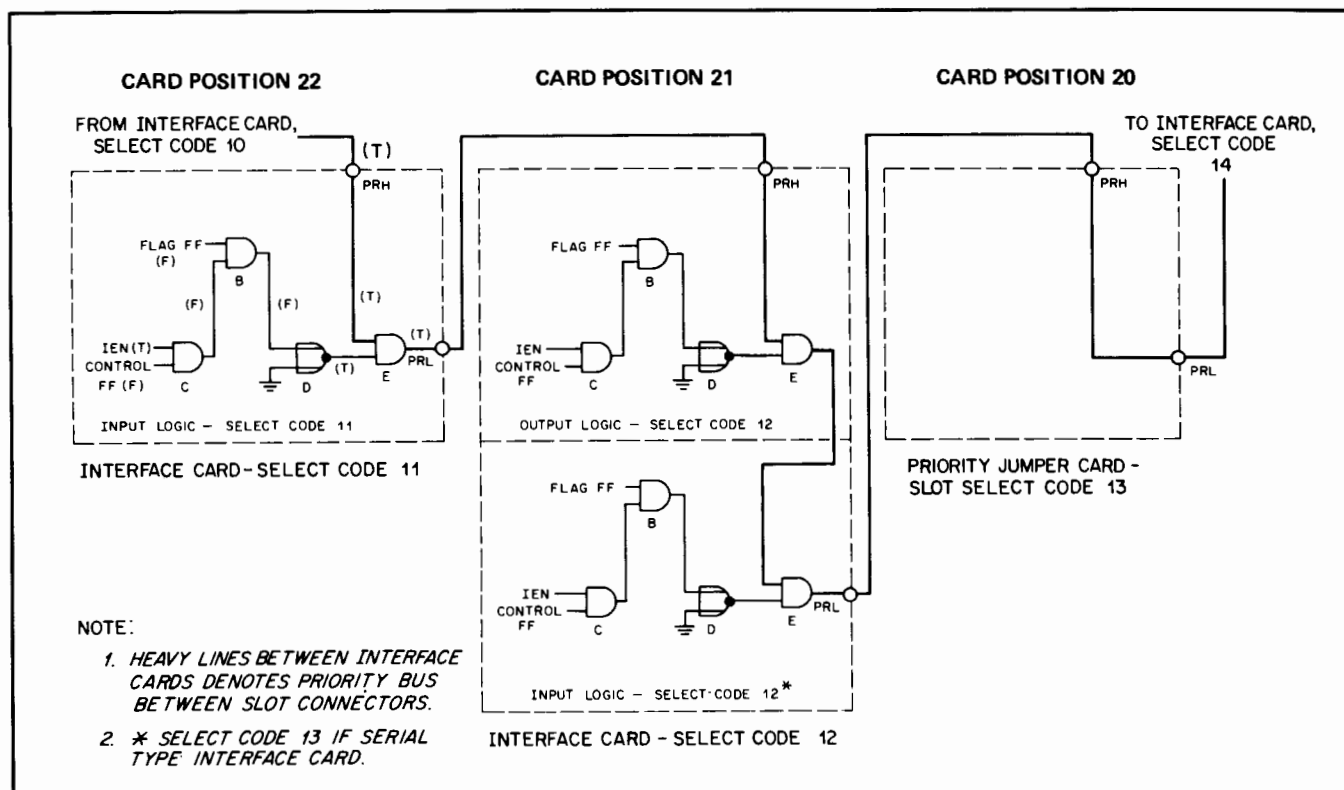 CARD POSITION 22
FROM INTERFACE CARD,
SELECT CODE 10
(T)
PRH
FLAG FF
(F)
B
(F)
(F)
(T)
IEN (T)
CONTROL
FF (F)
C
D
(T)
E
(T)
PRL
INPUT LOGIC – SELECT CODE 11
INTERFACE CARD – SELECT CODE 11
CARD POSITION 21
PRH
FLAG FF
B
IEN
CONTROL
FF
C
D
E
OUTPUT LOGIC – SELECT CODE 12
FLAG FF
B
IEN
CONTROL
FF
C
D
E
PRL
INPUT LOGIC – SELECT CODE 12*
INTERFACE CARD – SELECT CODE 12
CARD POSITION 20
TO INTERFACE CARD,
SELECT CODE
14
PRH
PRL
PRIORITY JUMPER CARD –
SLOT SELECT CODE 13
NOTE:
1. HEAVY LINES BETWEEN INTERFACE
CARDS DENOTES PRIORITY BUS
BETWEEN SLOT CONNECTORS.
2. * SELECT CODE 13 IF SERIAL
TYPE INTERFACE CARD.